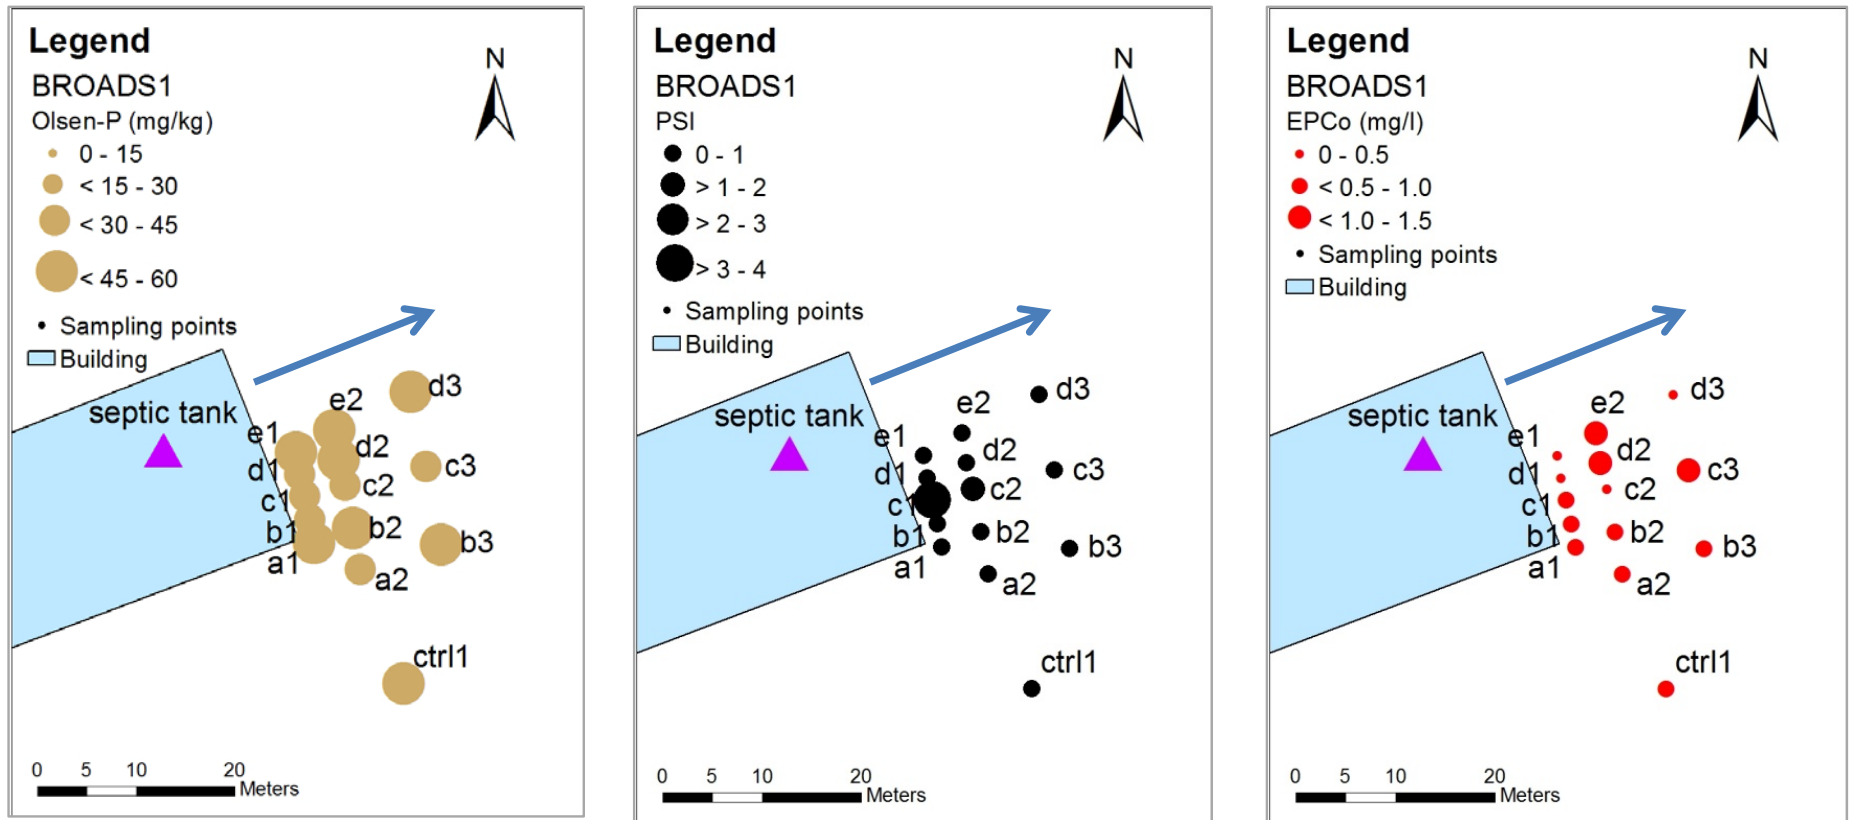 Legend
BROADS1
Olsen-P (mg/kg)
0 - 15
< 15 - 30
< 30 - 45
< 45 - 60
Sampling points
Building
N
septic tank
e1
d1
c1
b1
a1
e2
d2
c2
b2
a2
d3
c3
b3
ctrl1
0 5 10 20
Meters
Legend
BROADS1
PSI
0 - 1
> 1 - 2
> 2 - 3
> 3 - 4
Sampling points
Building
N
septic tank
e1
d1
c1
b1
a1
e2
d2
c2
b2
a2
d3
c3
b3
ctrl1
0 5 10 20
Meters
Legend
BROADS1
EPCo (mg/l)
0 - 0.5
< 0.5 - 1.0
< 1.0 - 1.5
Sampling points
Building
N
septic tank
e1
d1
c1
b1
a1
e2
d2
c2
b2
a2
d3
c3
b3
ctrl1
0 5 10 20
Meters